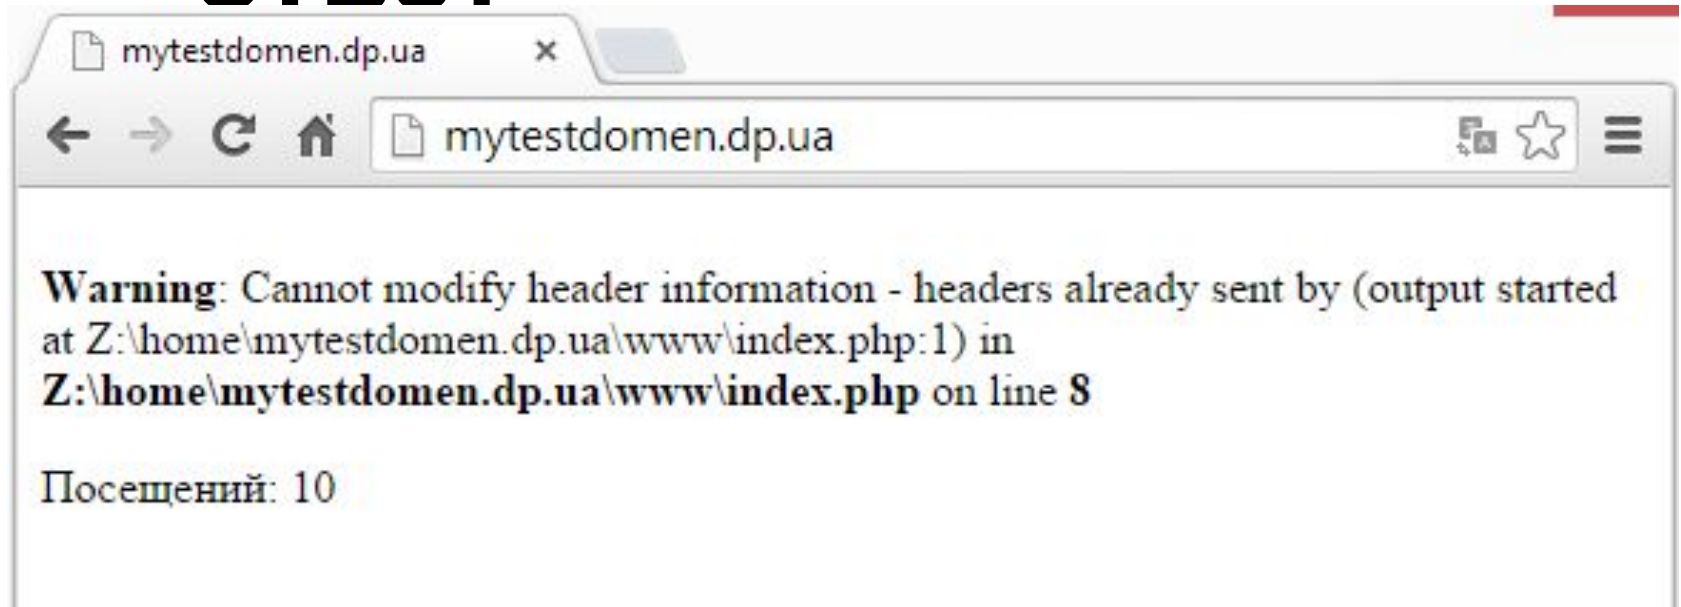 mytestdomen.dp.ua
mytestdomen.dp.ua
Warning: Cannot modify header information - headers already sent by (output started
at Z:\home\mytestdomen.dp.ua\www\index.php:1) in
Z:\home\mytestdomen.dp.ua\www\index.php on line 8
Посещений: 10